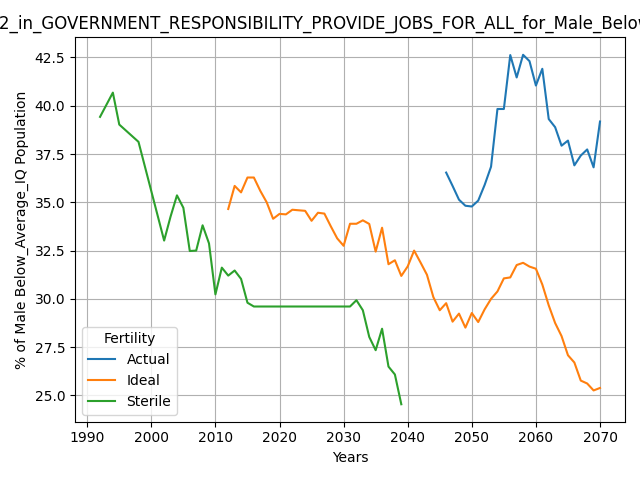 2_in_GOVERNMENT_RESPONSIBILITY_PROVIDE_JOBS_FOR_ALL_for_Male_Below
% of Male Below_Average_IQ Population
42.5
40.0
37.5
35.0
32.5
30.0
27.5
25.0
Fertility
Actual
Ideal
Sterile
1990 2000 2010 2020 2030 2040 2050 2060 2070
Years